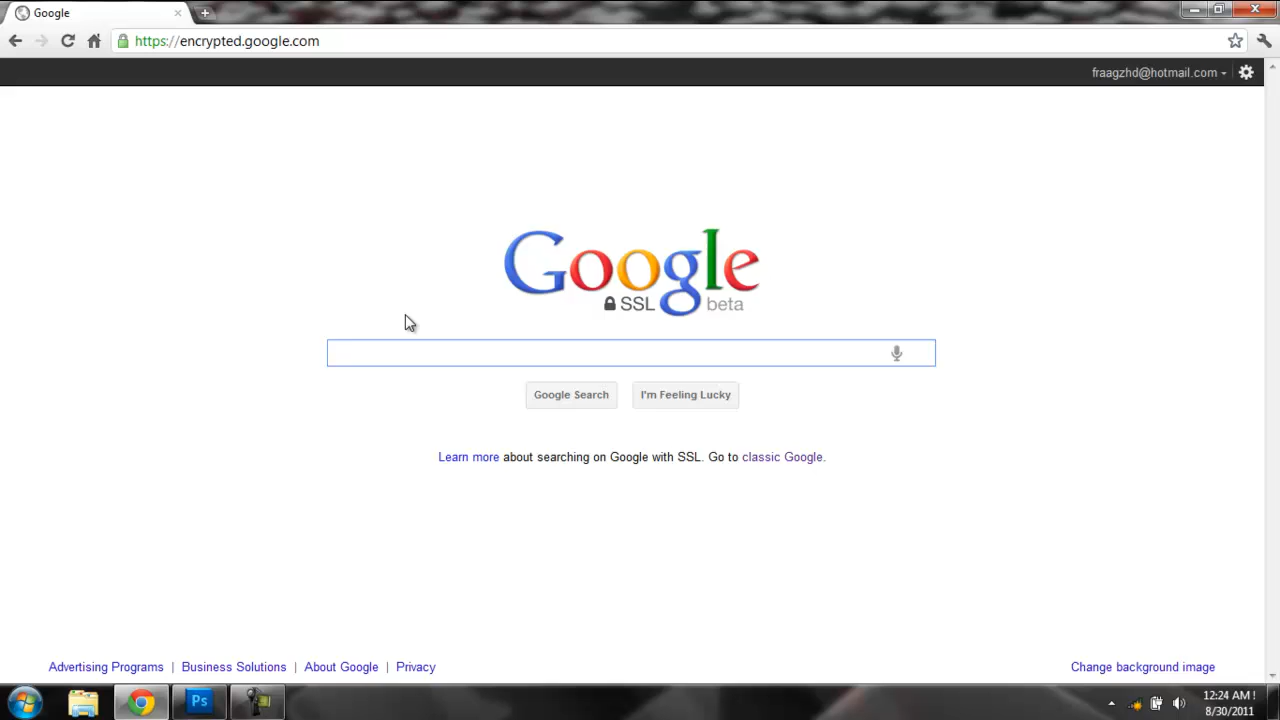 Google
https://encrypted.google.com
fraagzhd@hotmail.com
Google
SSL beta
Google Search
I'm Feeling Lucky
Learn more about searching on Google with SSL. Go to classic Google.
Advertising Programs | Business Solutions | About Google | Privacy
Change background image
Ps
12:24 AM !
8/30/2011